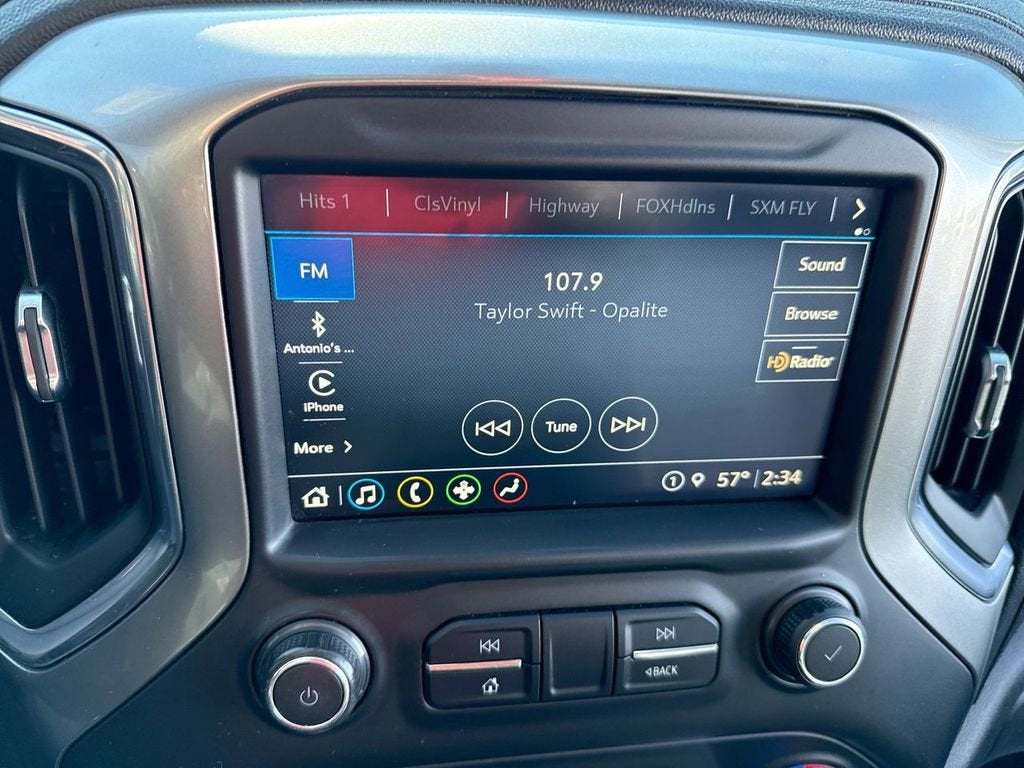 Hits 1 ClsVinyl Highway FOXHdlns SXM FLY
FM
107.9
Taylor Swift - Opalite
Sound
Browse
HD Radio
Antonio's ...
iPhone
More
Tune
1 57° 2:34
BACK